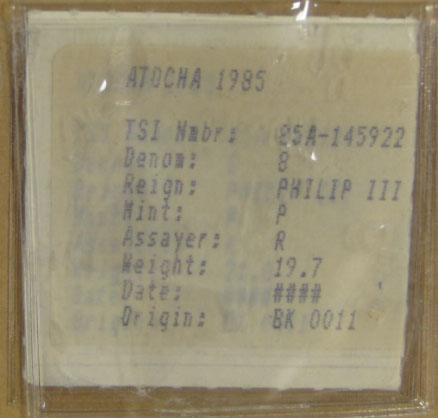 ATOCHA 1985
TSI Nmbr: 85A-145922
Denom: 8
Reign: PHILIP III
Mint: P
Assayer: R
Weight: 19.7
Date: ####
Origin: BK 0011